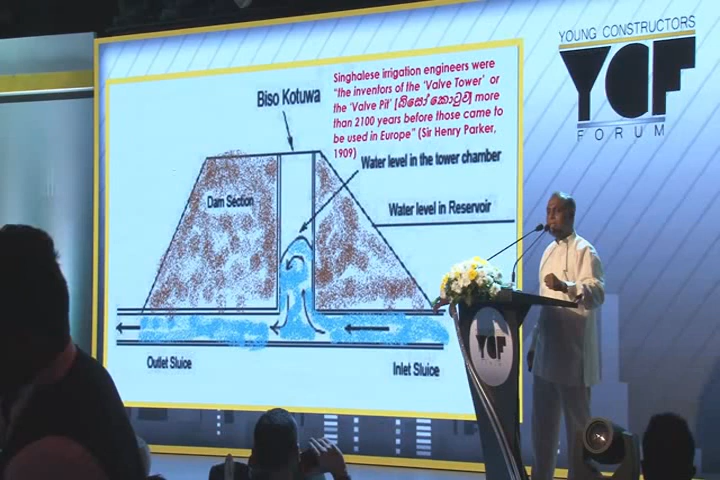 YOUNG CONSTRUCTORS
YCF
FORUM
Singhalese irrigation engineers were
"the inventors of the 'Valve Tower' or
the 'Valve Pit' [බිසෝ කොටුව] more
than 2100 years before those came to
be used in Europe" (Sir Henry Parker,
1909)
Biso Kotuwa
Water level in the tower chamber
Dam Section
Water level in Reservoir
Outlet Sluice
Inlet Sluice
YCF